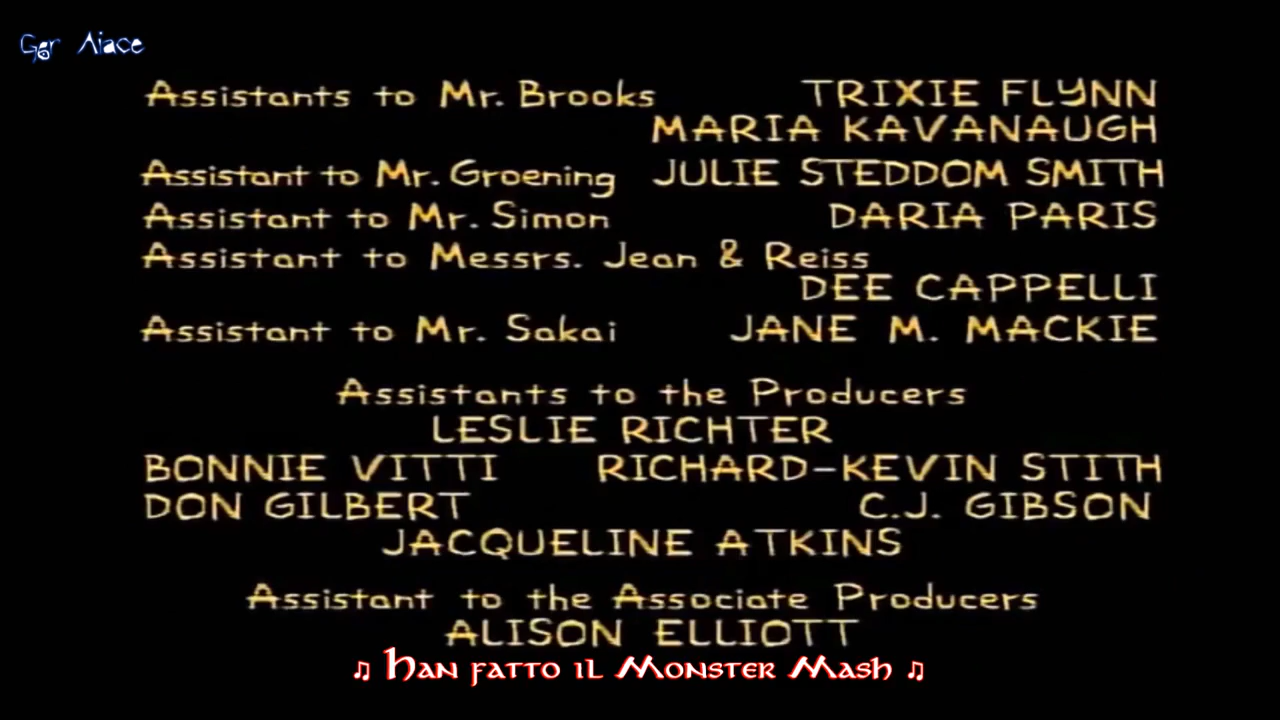 Ger Aiace
Assistants to Mr. Brooks TRIXIE FLYNN
MARIA KAVANAUGH
Assistant to Mr. Groening JULIE STEDDOM SMITH
Assistant to Mr. Simon DARIA PARIS
Assistant to Messrs. Jean & Reiss
DEE CAPPELLI
Assistant to Mr. Sakai JANE M. MACKIE
Assistants to the Producers
LESLIE RICHTER
BONNIE VITTI RICHARD-KEVIN STITH
DON GILBERT C.J. GIBSON
JACQUELINE ATKINS
Assistant to the Associate Producers
ALISON ELLIOTT
♫ Han fatto il Monster Mash ♫